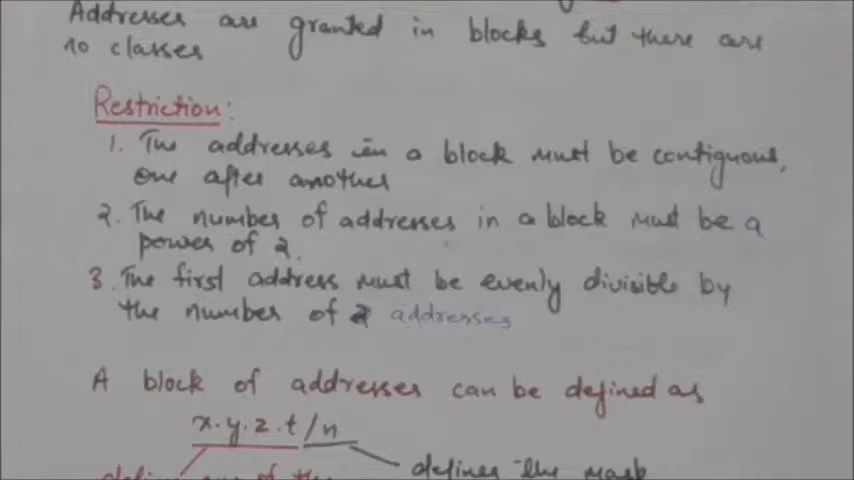 Addresses are granted in blocks but there are
no classes
Restriction:
1. The addresses in a block must be contiguous,
one after another
2. The number of addresses in a block must be a
power of 2.
3. The first address must be evenly divisible by
the number of addresses
A block of addresses can be defined as
x.y.z.t/n
defines the mask